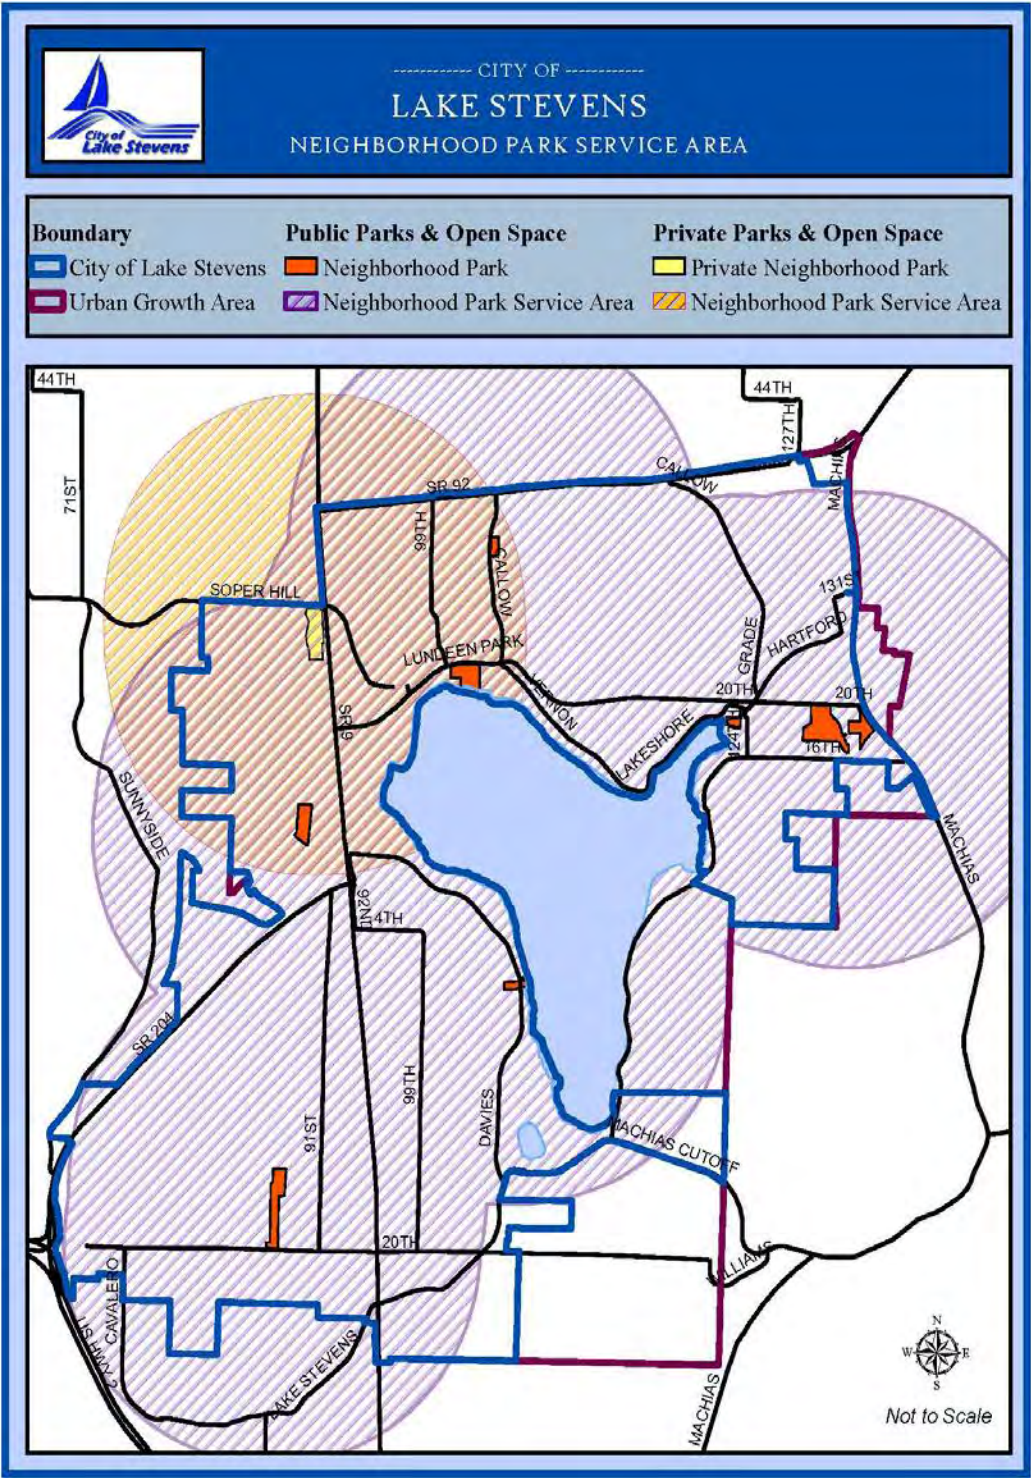 ------------ CITY OF ------------
LAKE STEVENS
NEIGHBORHOOD PARK SERVICE AREA
City of
Lake Stevens
Boundary
City of Lake Stevens
Urban Growth Area
Public Parks & Open Space
Neighborhood Park
Neighborhood Park Service Area
Private Parks & Open Space
Private Neighborhood Park
Neighborhood Park Service Area
44TH
44TH
127TH
71ST
SR 92
CALLOW
MACHIAS
99TH
CALLOW
SOPER HILL
131S
LUNDEEN PARK
GRADE
HARTFORD
VERNON
20TH
20TH
SR 9
LAKESHORE
124TH
16TH
SUNNYSIDE
MACHIAS
92ND
4TH
SR 204
99TH
91ST
DAVIES
MACHIAS CUTOFF
20TH
WILLIAMS
CAVALERO
US HWY 2
LAKE STEVENS
MACHIAS
N
W
E
S
Not to Scale